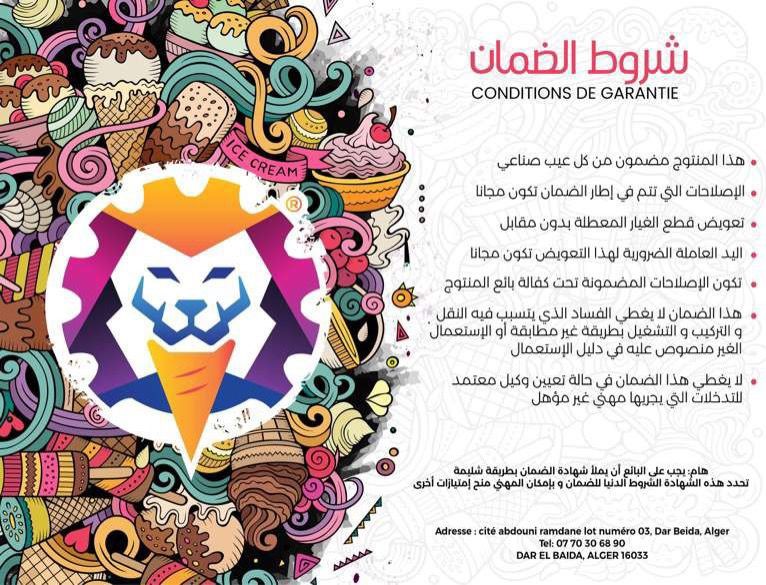 ICE CREAM
®
شروط الضمان
CONDITIONS DE GARANTIE
هذا المنتوج مضمون من كل عيب صناعي
الإصلاحات التي تتم في إطار الضمان تكون مجانا
تعويض قطع الغيار المعطلة بدون مقابل
اليد العاملة الضرورية لهذا التعويض تكون مجانا
تكون الإصلاحات المضمونة تحت كفالة بائع المنتوج
هذا الضمان لا يغطي الفساد الذي يتسبب فيه النقل
و التركيب و التشغيل بطريقة غير مطابقة أو الإستعمال
الغير منصوص عليه في دليل الإستعمال
لا يغطي هذا الضمان في حالة تعيين وكيل معتمد
للتدخلات التي يجريها مهني غير مؤهل
هام: يجب على البائع أن يملأ شهادة الضمان بطريقة شليمة
تحدد هذه الشهادة الشروط الدنيا للضمان و بإمكان المهني منح إمتيازات أخرى
Adresse : cité abdouni ramdane lot numéro 03, Dar Beida, Alger
Tel: 07 70 30 68 90
DAR EL BAIDA, ALGER 16033